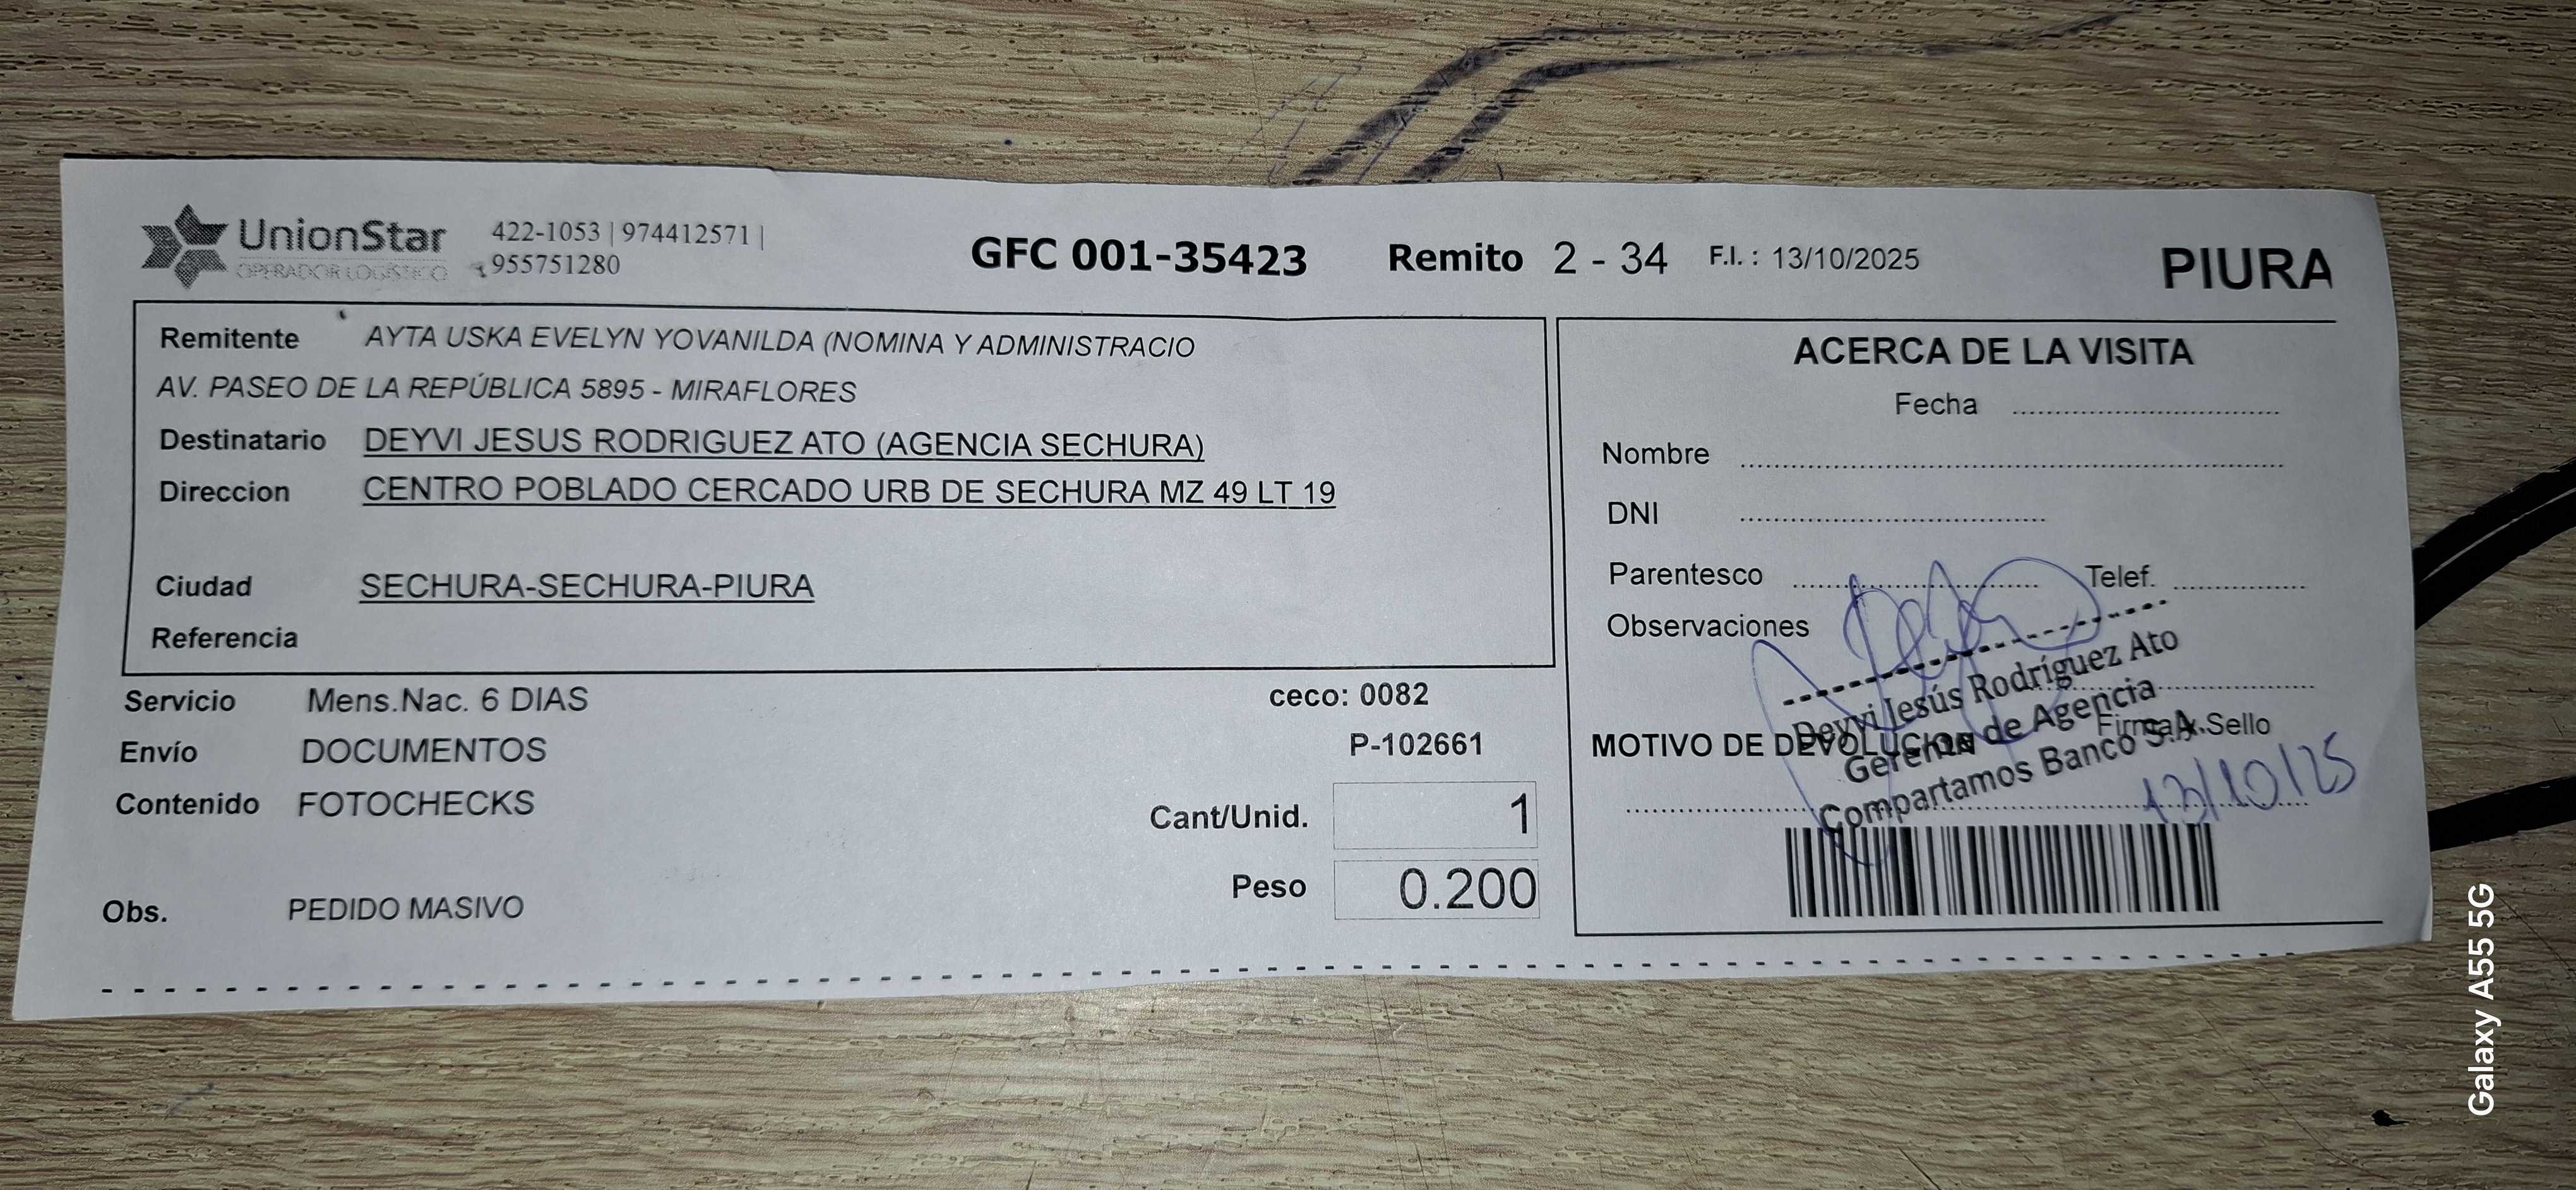 UnionStar
OPERADOR LOGÍSTICO
422-1053 | 974412571 |
955751280
GFC 001-35423
Remito 2 - 34
F.I. : 13/10/2025
PIURA
Remitente AYTA USKA EVELYN YOVANILDA (NOMINA Y ADMINISTRACIO
AV. PASEO DE LA REPÚBLICA 5895 - MIRAFLORES
Destinatario DEYVI JESUS RODRIGUEZ ATO (AGENCIA SECHURA)
Direccion CENTRO POBLADO CERCADO URB DE SECHURA MZ 49 LT 19
Ciudad SECHURA-SECHURA-PIURA
Referencia
Servicio Mens.Nac. 6 DIAS
Envío DOCUMENTOS
Contenido FOTOCHECKS
Obs. PEDIDO MASIVO
ceco: 0082
P-102661
Cant/Unid. 1
Peso 0.200
ACERCA DE LA VISITA
Fecha
Nombre
DNI
Parentesco Telef.
Observaciones
Firma y Sello
MOTIVO DE DEVOLUCION
Deyvi Jesús Rodríguez Ato
Gerente de Agencia
Compartamos Banco S.A.
Galaxy A55 5G